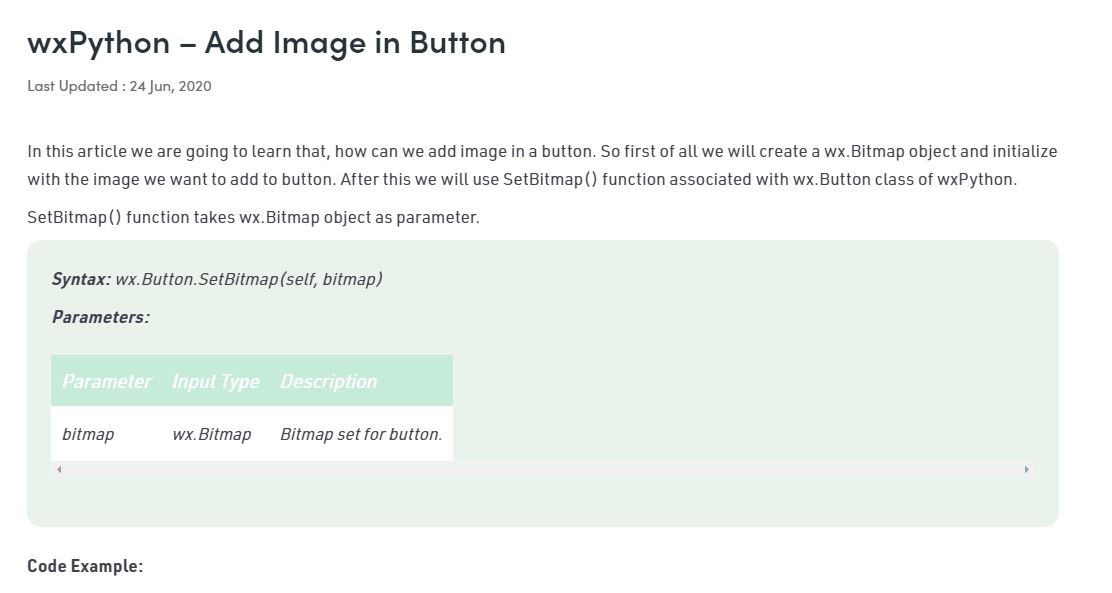 wxPython – Add Image in Button
Last Updated : 24 Jun, 2020
In this article we are going to learn that, how can we add image in a button. So first of all we will create a wx.Bitmap object and initialize
with the image we want to add to button. After this we will use SetBitmap() function associated with wx.Button class of wxPython.
SetBitmap() function takes wx.Bitmap object as parameter.
Syntax: wx.Button.SetBitmap(self, bitmap)
Parameters:
Parameter Input Type Description
bitmap wx.Bitmap Bitmap set for button.
Code Example: